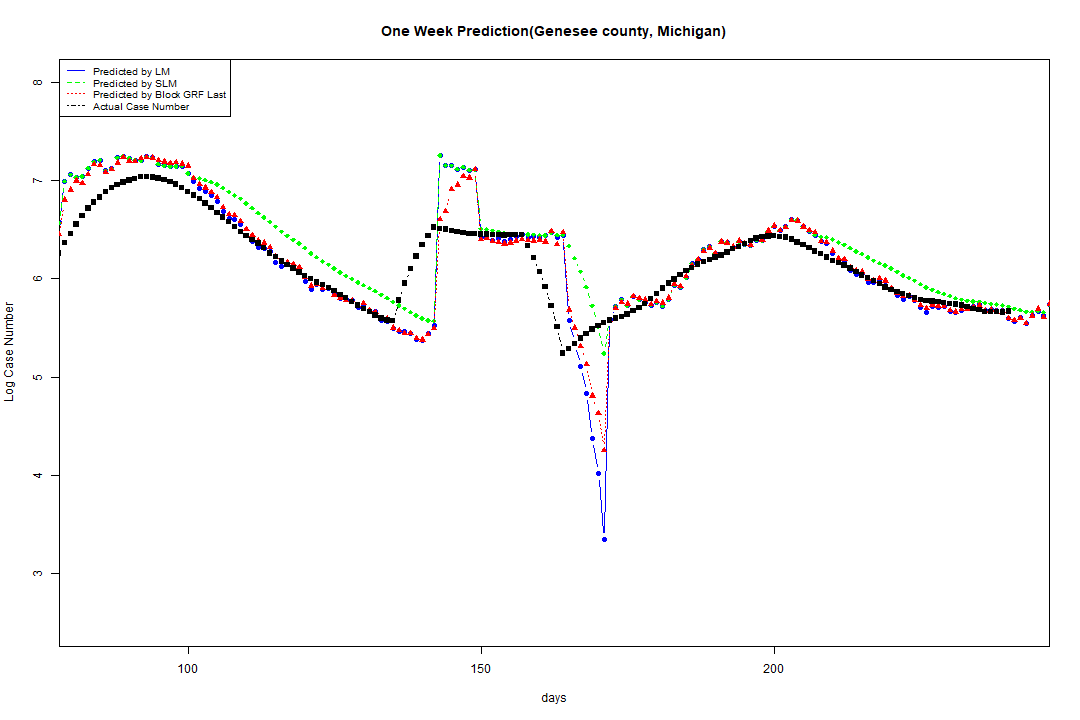 One Week Prediction(Genesee county, Michigan)
Predicted by LM
Predicted by SLM
Predicted by Block GRF Last
Actual Case Number
8
7
6
5
4
3
Log Case Number
100 150 200
days